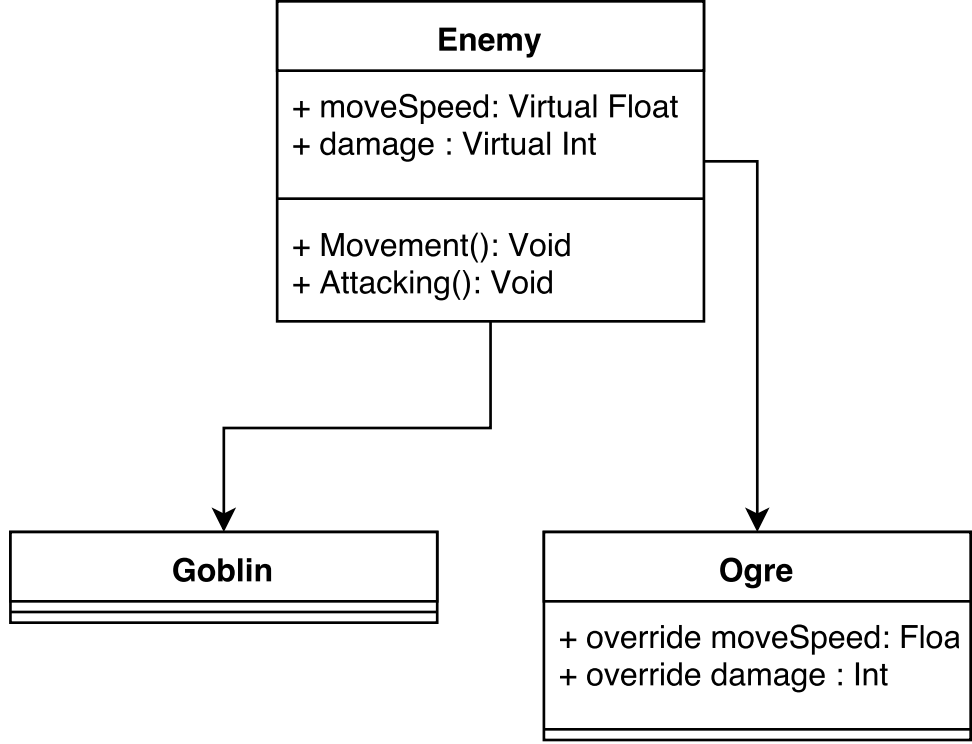 Enemy
+ moveSpeed: Virtual Float
+ damage : Virtual Int
+ Movement(): Void
+ Attacking(): Void
Goblin
Ogre
+ override moveSpeed: Floa
+ override damage : Int